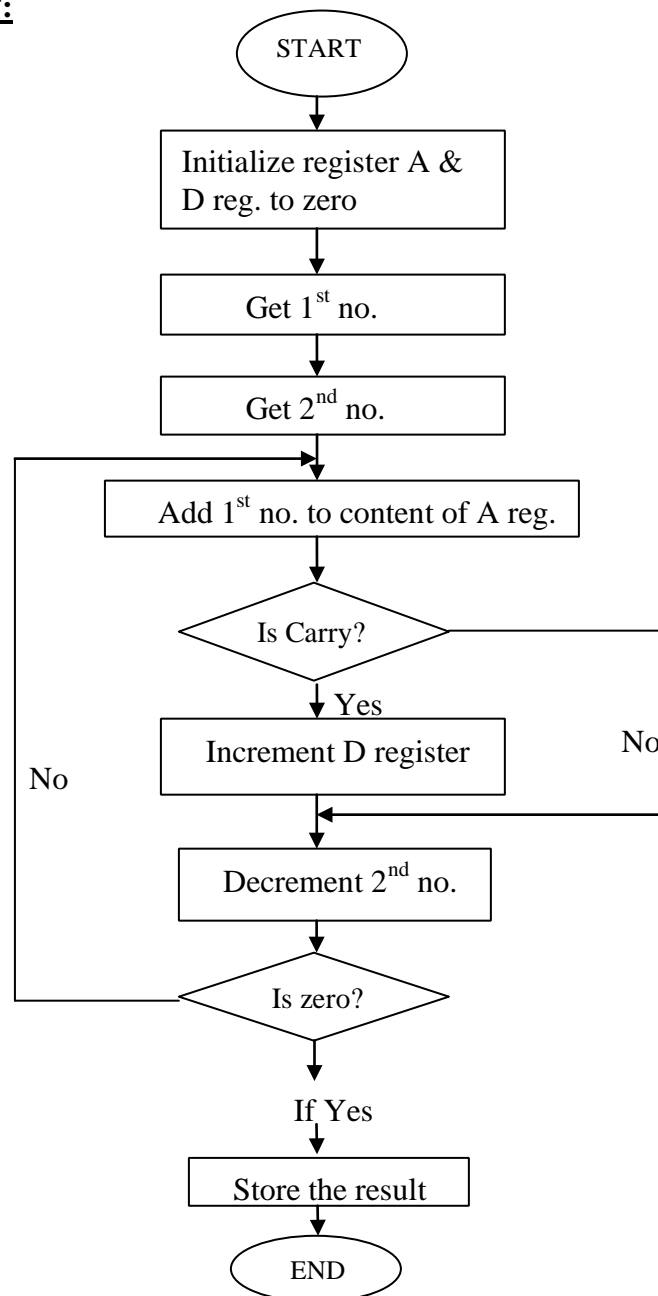 START
Initialize register A &
D reg. to zero
Get 1st no.
Get 2nd no.
Add 1st no. to content of A reg.
Is Carry?
Yes
Increment D register
No
No
Decrement 2nd no.
Is zero?
If Yes
Store the result
END